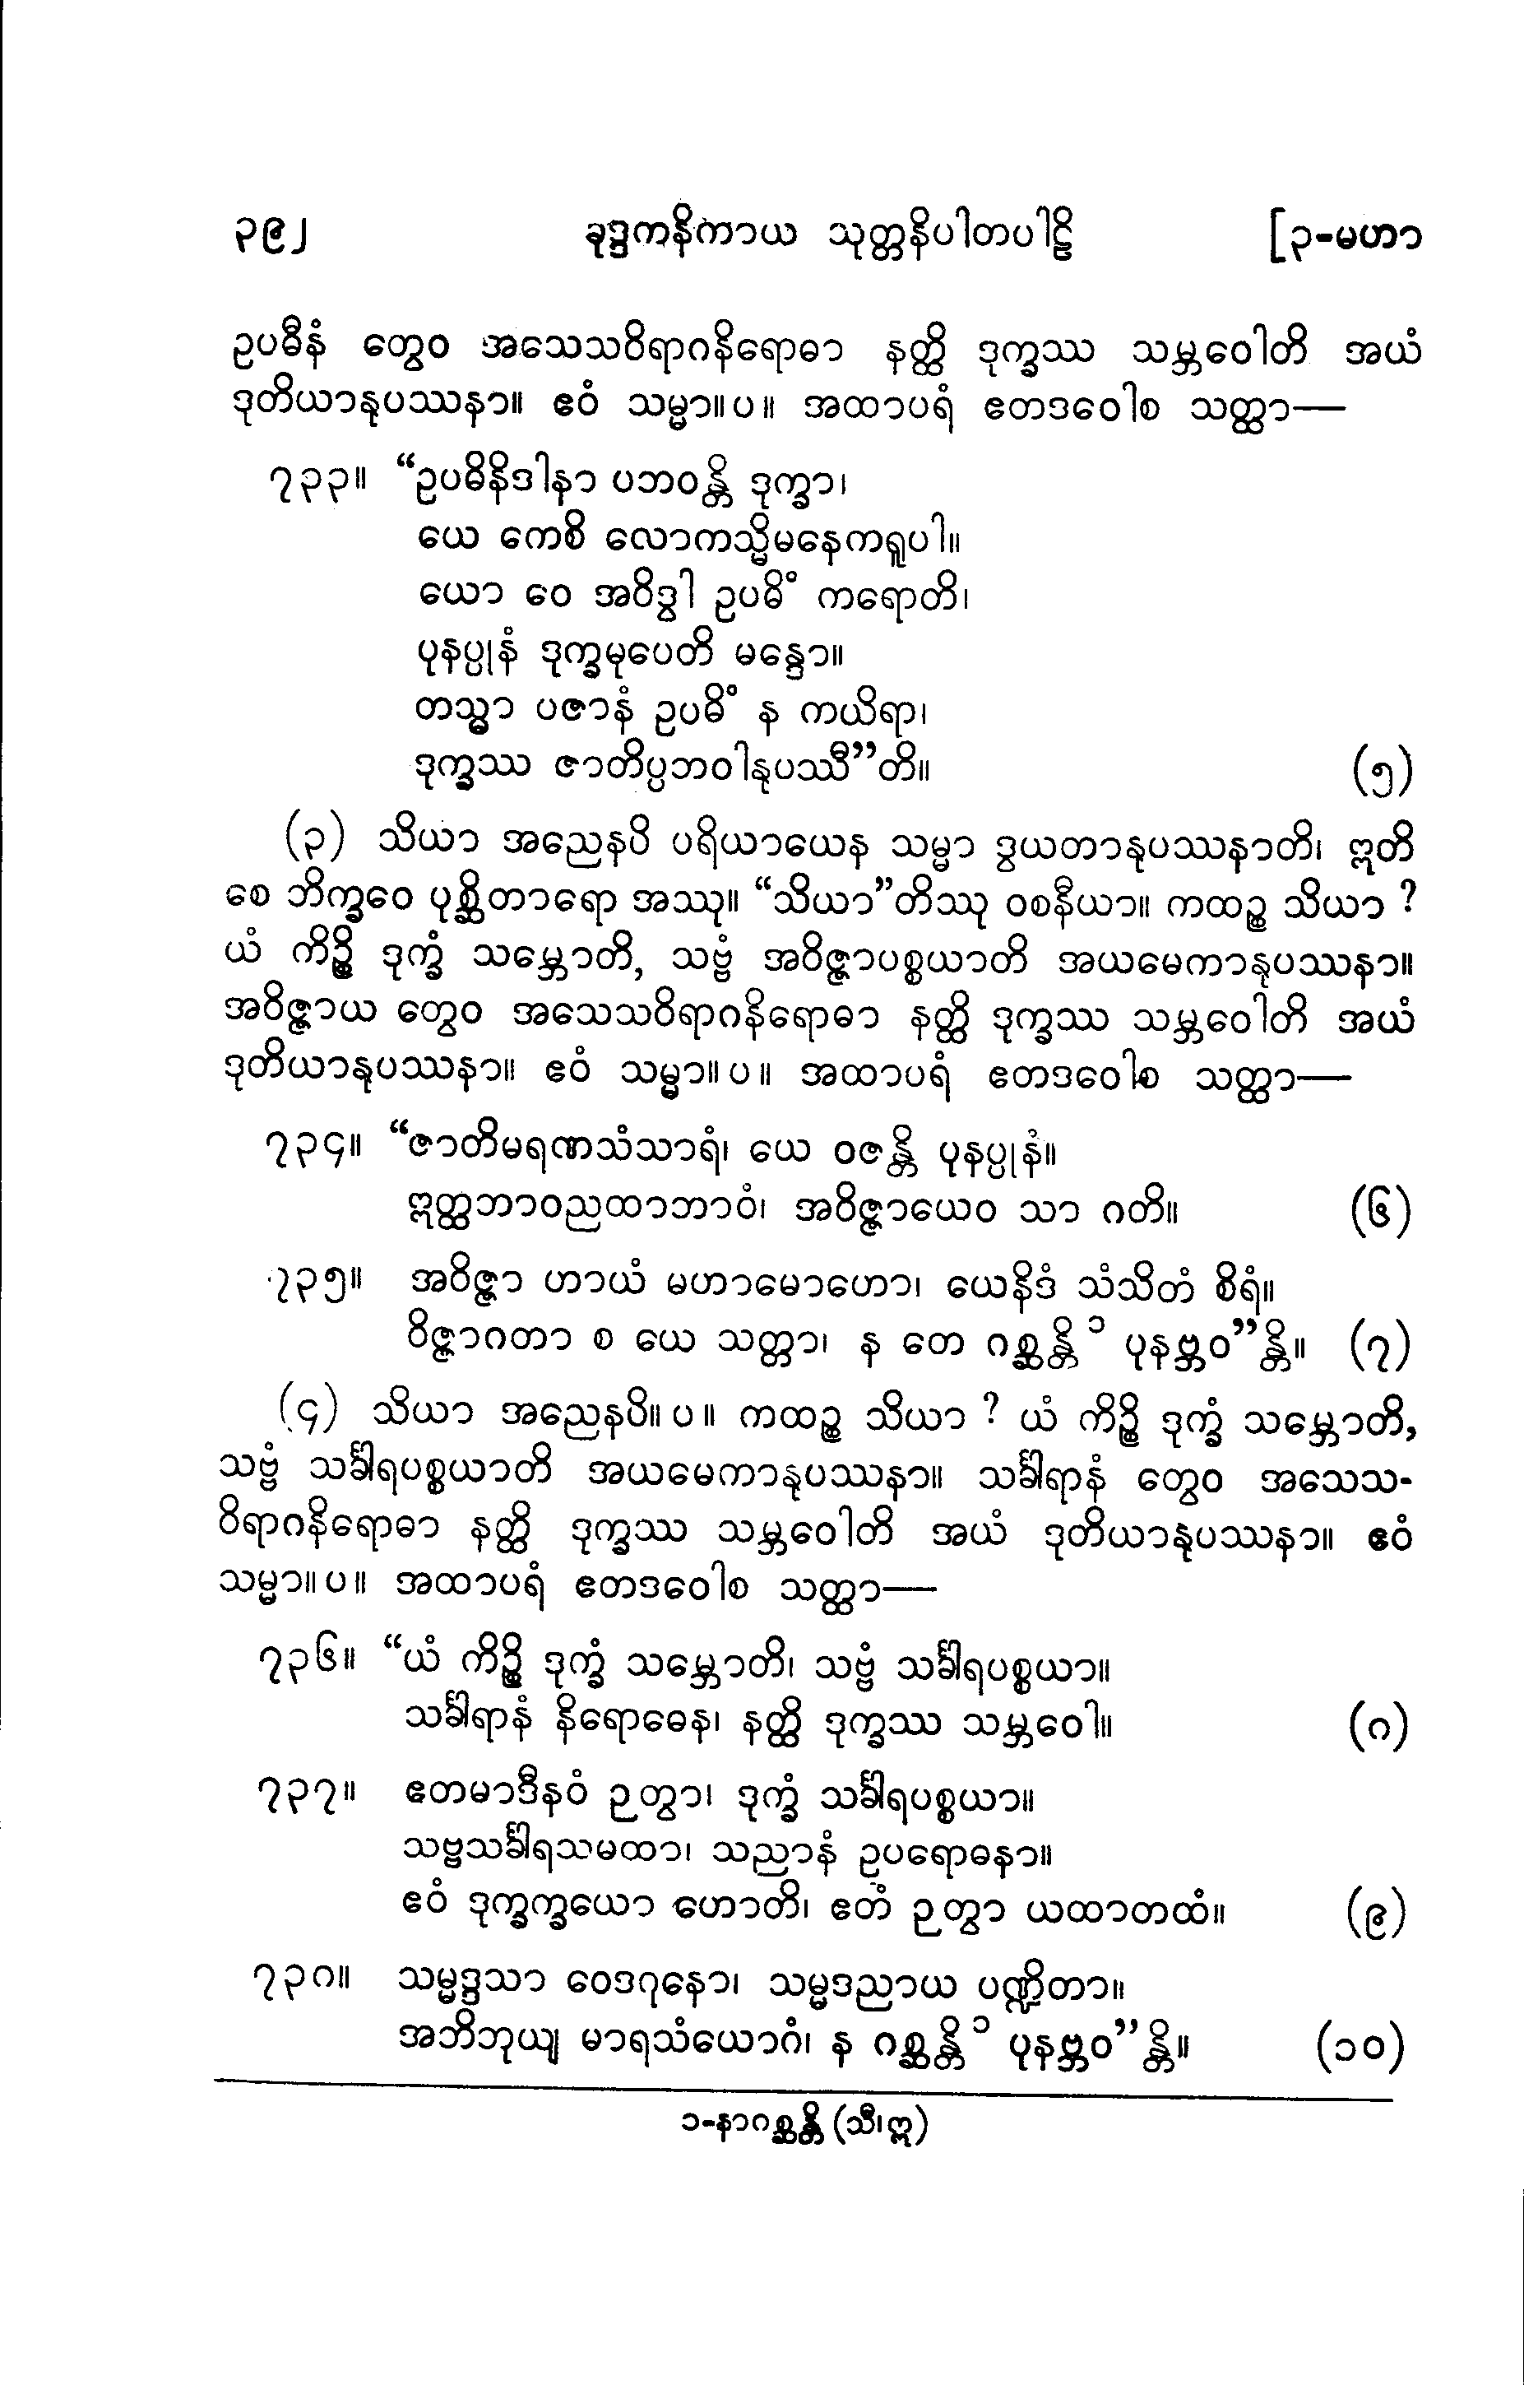 ၃၉၂ ခုဒ္ဒကနိကာယ သုတ္တနိပါတပါဠိ [၃-မဟာ
ဥပဓီနံ တွေဝ အသေသဝိရာဂနိရောဓာ နတ္ထိ ဒုက္ခဿ သမ္ဘဝေါတိ အယံ
ဒုတိယာနုပဿနာ။ ဧဝံ သမ္မာ။ပ။ အထာပရံ ဧတဒဝေါစ သတ္ထာ—
၇၃၃။ “ဥပဓိနိဒါနာ ပဘဝန္တိ ဒုက္ခာ၊
ယေ ကေစိ လောကသ္မိမနေကရူပါ။
ယော ဝေ အဝိဒွါ ဥပဓိံ ကရောတိ၊
ပုနပ္ပုနံ ဒုက္ခမုပေတိ မန္ဒော။
တသ္မာ ပဇာနံ ဥပဓိံ န ကယိရာ၊
ဒုက္ခဿ ဇာတိပ္ပဘဝါနုပဿီ”တိ။ (၅)
(၃) သိယာ အညေနပိ ပရိယာယေန သမ္မာ ဒွယတာနုပဿနာတိ၊ ဣတိ
စေ ဘိက္ခဝေ ပုစ္ဆိတာရော အဿု။ “သိယာ”တိဿု ဝစနီယာ။ ကထဉ္စ သိယာ ?
ယံ ကိဉ္စိ ဒုက္ခံ သမ္ဘောတိ, သဗ္ဗံ အဝိဇ္ဇာပစ္စယာတိ အယမေကာနုပဿနာ။
အဝိဇ္ဇာယ တွေဝ အသေသဝိရာဂနိရောဓာ နတ္ထိ ဒုက္ခဿ သမ္ဘဝေါတိ အယံ
ဒုတိယာနုပဿနာ။ ဧဝံ သမ္မာ။ပ။ အထာပရံ ဧတဒဝေါစ သတ္ထာ—
၇၃၄။ “ဇာတိမရဏသံသာရံ၊ ယေ ဝဇန္တိ ပုနပ္ပုနံ။
ဣတ္ထဘာဝညထာဘာဝံ၊ အဝိဇ္ဇာယေဝ သာ ဂတိ။ (၆)
၇၃၅။ အဝိဇ္ဇာ ဟာယံ မဟာမောဟော၊ ယေနိဒံ သံသိတံ စိရံ။
ဝိဇ္ဇာဂတာ စ ယေ သတ္တာ၊ န တေ ဂစ္ဆန္တိ ၁ ပုနဗ္ဘဝ”န္တိ။ (၇)
(၄) သိယာ အညေနပိ။ပ။ ကထဉ္စ သိယာ ? ယံ ကိဉ္စိ ဒုက္ခံ သမ္ဘောတိ,
သဗ္ဗံ သင်္ခါရပစ္စယာတိ အယမေကာနုပဿနာ။ သင်္ခါရာနံ တွေဝ အသေသ-
ဝိရာဂနိရောဓာ နတ္ထိ ဒုက္ခဿ သမ္ဘဝေါတိ အယံ ဒုတိယာနုပဿနာ။ ဧဝံ
သမ္မာ။ပ။ အထာပရံ ဧတဒဝေါစ သတ္ထာ—
၇၃၆။ “ယံ ကိဉ္စိ ဒုက္ခံ သမ္ဘောတိ၊ သဗ္ဗံ သင်္ခါရပစ္စယာ။
သင်္ခါရာနံ နိရောဓေန၊ နတ္ထိ ဒုက္ခဿ သမ္ဘဝေါ။ (၈)
၇၃၇။ ဧတမာဒီနဝံ ဉတွာ၊ ဒုက္ခံ သင်္ခါရပစ္စယာ။
သဗ္ဗသင်္ခါရသမထာ၊ သညာနံ ဥပရောဓနာ။
ဧဝံ ဒုက္ခက္ခယော ဟောတိ၊ ဧတံ ဉတွာ ယထာတထံ။ (၉)
၇၃၈။ သမ္မဒ္ဒသာ ဝေဒဂုနော၊ သမ္မဒညာယ ပဏ္ဍိတာ။
အဘိဘုယျ မာရသံယောဂံ၊ န ဂစ္ဆန္တိ ၁ ပုနဗ္ဘဝ”န္တိ။ (၁၀)
၁-နာဂစ္ဆန္တိ (သီ၊ဣ)